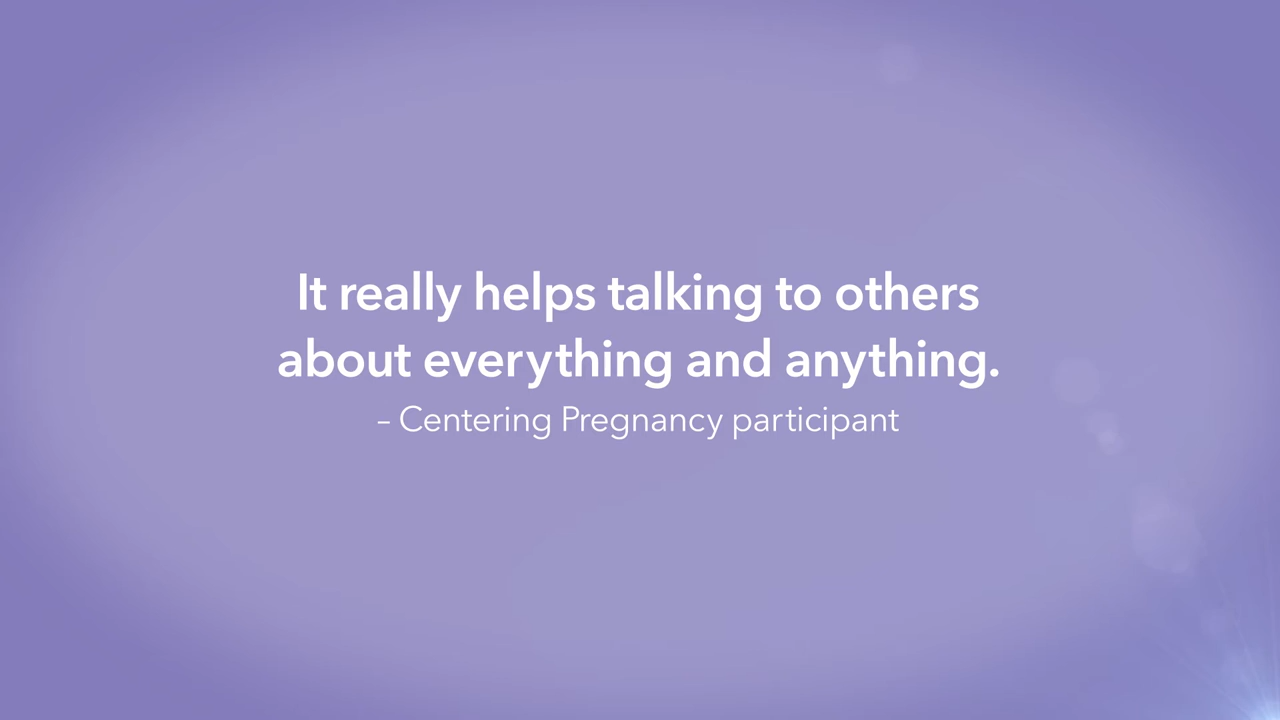 It really helps talking to others
about everything and anything.
– Centering Pregnancy participant